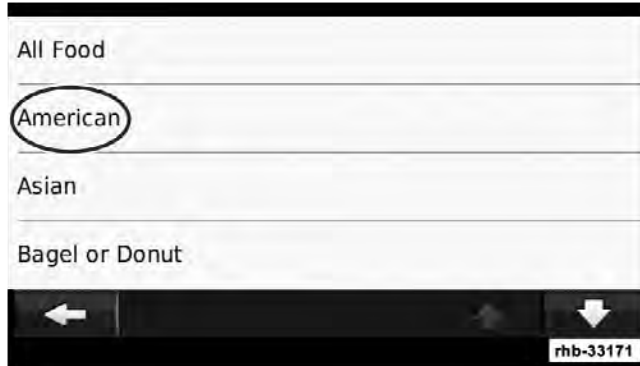 All Food
American
Asian
Bagel or Donut
rhb-33171